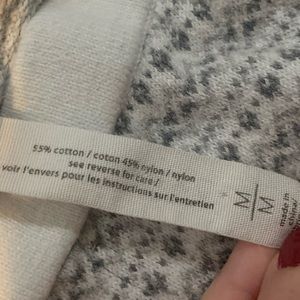 55% cotton / coton 45% nylon / nylon
see reverse for care /
voir l'envers pour les instructions sur l'entretien
M
M
made in
china/